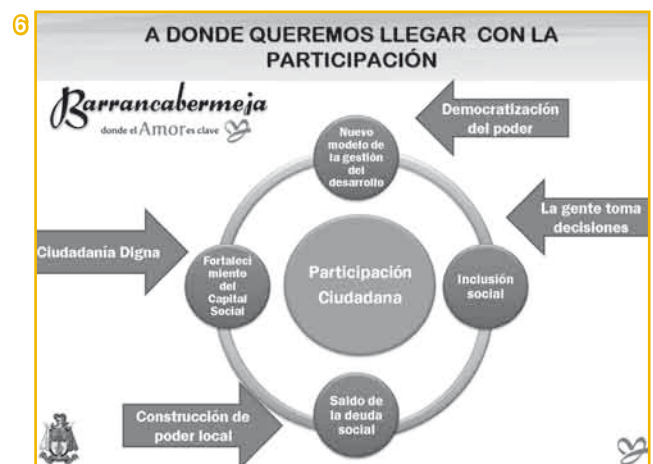 6
A DONDE QUEREMOS LLEGAR CON LA
PARTICIPACIÓN
Barrancabermeja
donde el Amor es clave
Democratización
del poder
Nuevo
modelo de
la gestión
del
desarrollo
La gente toma
decisiones
Ciudadanía Digna
Fortaleci
miento
del
Capital
Social
Participación
Ciudadana
Inclusión
social
Saldo de
la deuda
social
Construcción de
poder local